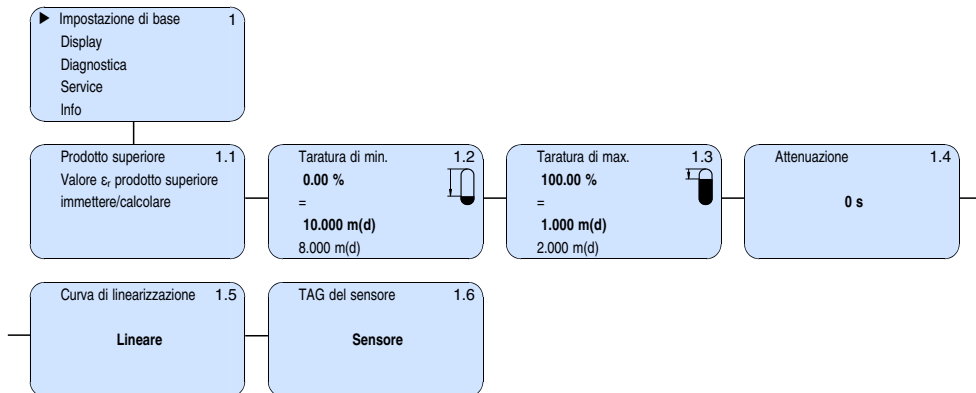 ▶ Impostazione di base 1
Display
Diagnostica
Service
Info
Prodotto superiore 1.1
Valore εr prodotto superiore
immettere/calcolare
Taratura di min. 1.2
0.00 %
=
10.000 m(d)
8.000 m(d)
Taratura di max. 1.3
100.00 %
=
1.000 m(d)
2.000 m(d)
Attenuazione 1.4
0 s
Curva di linearizzazione 1.5
Lineare
TAG del sensore 1.6
Sensore